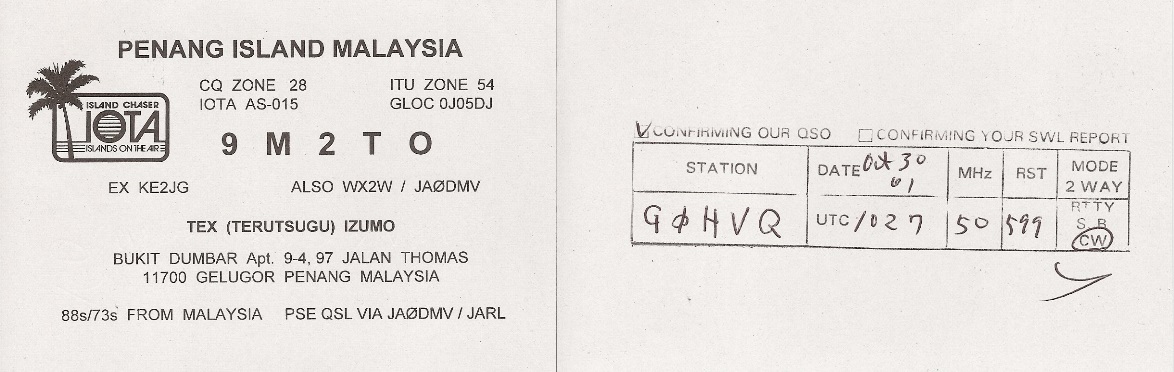 PENANG ISLAND MALAYSIA
CQ ZONE 28 ITU ZONE 54
IOTA AS-015 GLOC 0J05DJ
ISLAND CHASER
IOTA
ISLANDS ON THE AIR
9 M 2 T O
EX KE2JG ALSO WX2W / JAØDMV
TEX (TERUTSUGU) IZUMO
BUKIT DUMBAR Apt. 9-4, 97 JALAN THOMAS
11700 GELUGOR PENANG MALAYSIA
88s/73s FROM MALAYSIA PSE QSL VIA JAØDMV / JARL
CONFIRMING OUR QSO CONFIRMING YOUR SWL REPORT
STATION DATE Oct 30 01 MHz RST MODE 2 WAY
GØHVQ UTC 1027 50 599 RTTY
S B
CW